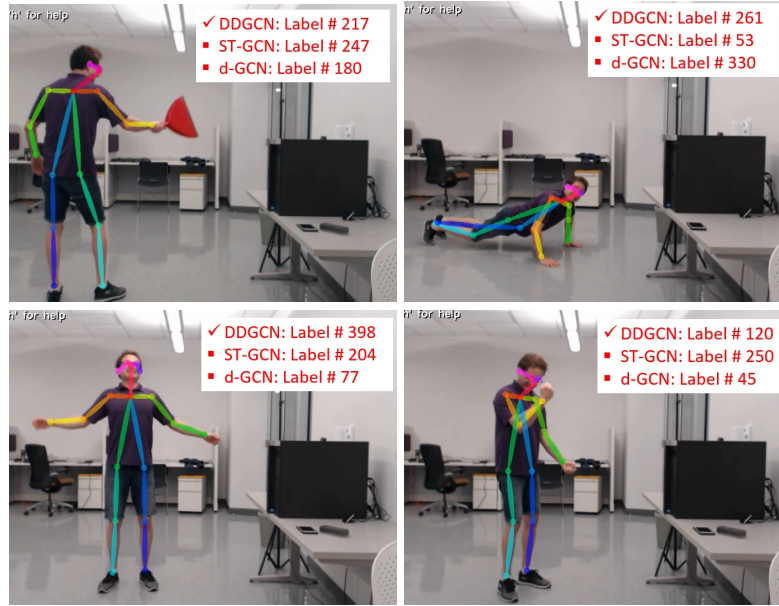 'h' for help
✓ DDGCN: Label # 217
▪ ST-GCN: Label # 247
▪ d-GCN: Label # 180
'h' for help
✓ DDGCN: Label # 261
▪ ST-GCN: Label # 53
▪ d-GCN: Label # 330
h' for help
✓ DDGCN: Label # 398
▪ ST-GCN: Label # 204
▪ d-GCN: Label # 77
h' for help
✓ DDGCN: Label # 120
▪ ST-GCN: Label # 250
▪ d-GCN: Label # 45